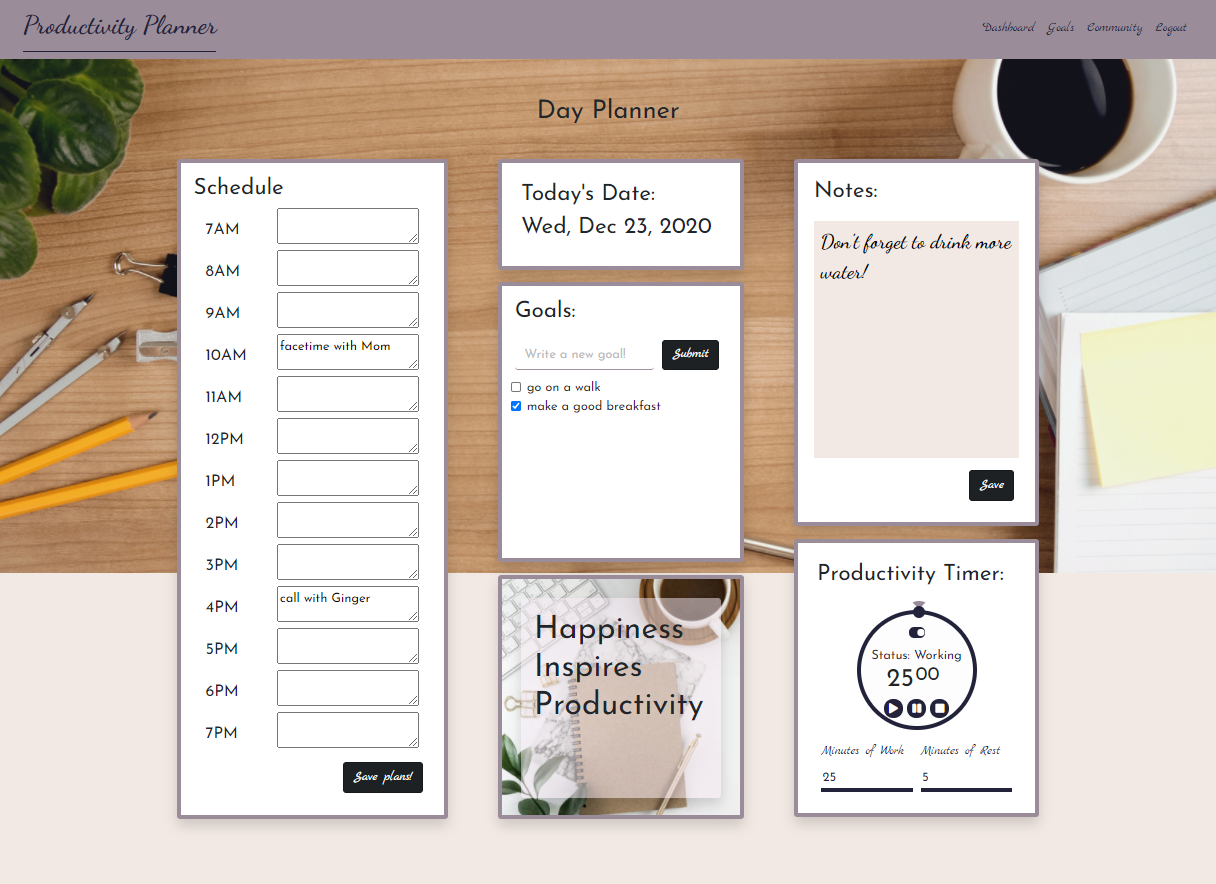 Productivity Planner
Dashboard Goals Community Logout
Day Planner
Schedule
7AM
8AM
9AM
10AM facetime with Mom
11AM
12PM
1PM
2PM
3PM
4PM call with Ginger
5PM
6PM
7PM
Save plans!
Today's Date:
Wed, Dec 23, 2020
Goals:
Write a new goal! Submit
go on a walk
make a good breakfast
Happiness
Inspires
Productivity
Notes:
Don't forget to drink more
water!
Save
Productivity Timer:
Status: Working
25 00
Minutes of Work Minutes of Rest
25 5